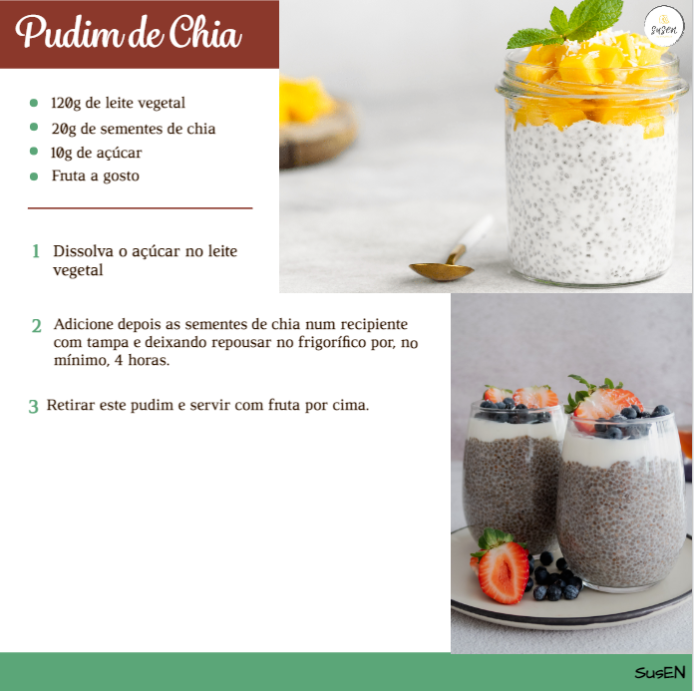 Pudim de Chia
susen
120g de leite vegetal
20g de sementes de chia
10g de açúcar
Fruta a gosto
1 Dissolva o açúcar no leite
vegetal
2 Adicione depois as sementes de chia num recipiente
com tampa e deixando repousar no frigorífico por, no
mínimo, 4 horas.
3 Retirar este pudim e servir com fruta por cima.
SusEN